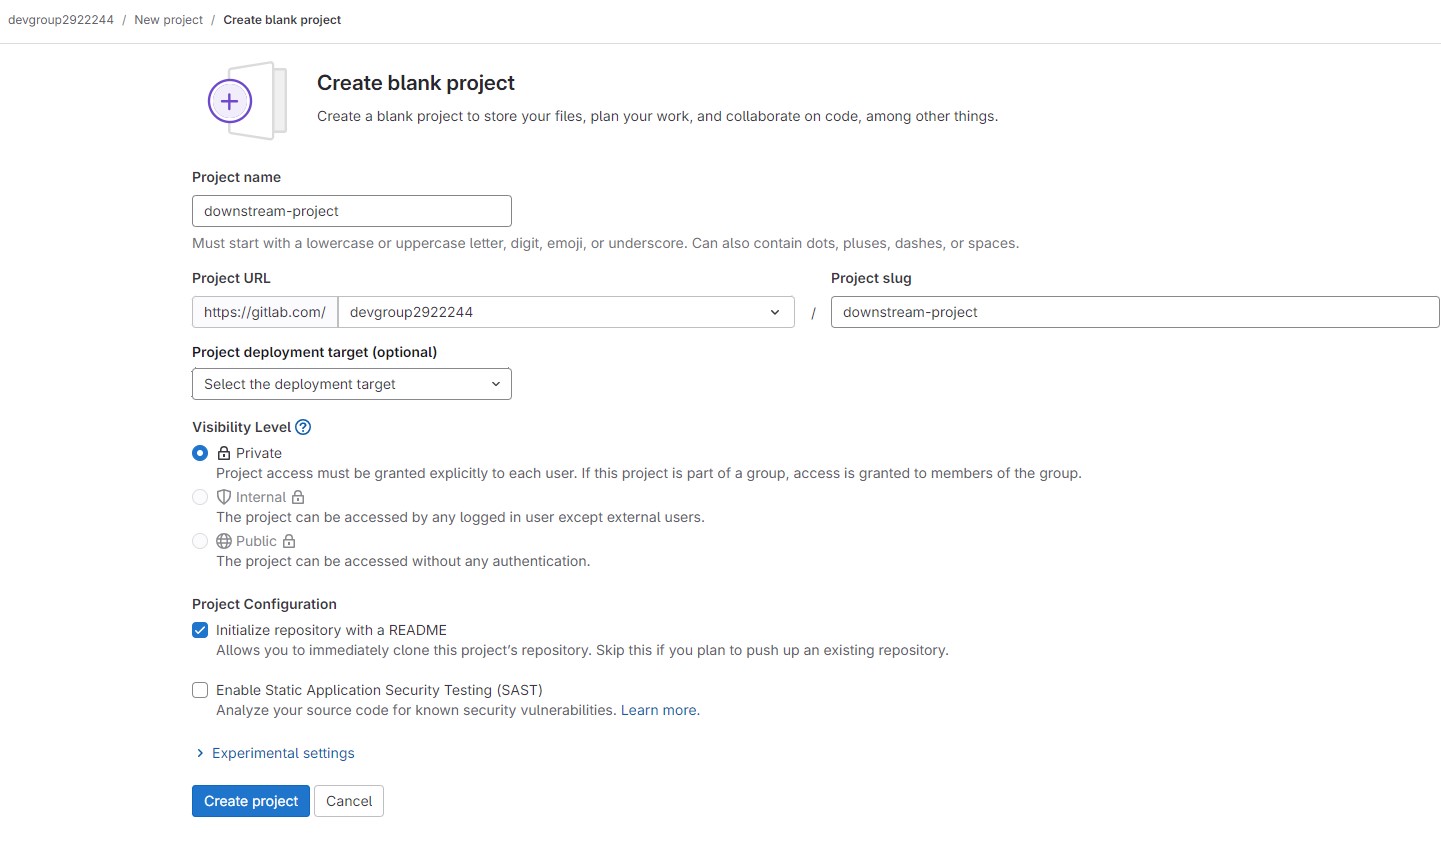 devgroup2922244 / New project / Create blank project
Create blank project
Create a blank project to store your files, plan your work, and collaborate on code, among other things.
Project name
downstream-project
Must start with a lowercase or uppercase letter, digit, emoji, or underscore. Can also contain dots, pluses, dashes, or spaces.
Project URL
Project slug
https://gitlab.com/ devgroup2922244 / downstream-project
Project deployment target (optional)
Select the deployment target
Visibility Level
Private
Project access must be granted explicitly to each user. If this project is part of a group, access is granted to members of the group.
Internal
The project can be accessed by any logged in user except external users.
Public
The project can be accessed without any authentication.
Project Configuration
Initialize repository with a README
Allows you to immediately clone this project's repository. Skip this if you plan to push up an existing repository.
Enable Static Application Security Testing (SAST)
Analyze your source code for known security vulnerabilities. Learn more.
Experimental settings
Create project Cancel